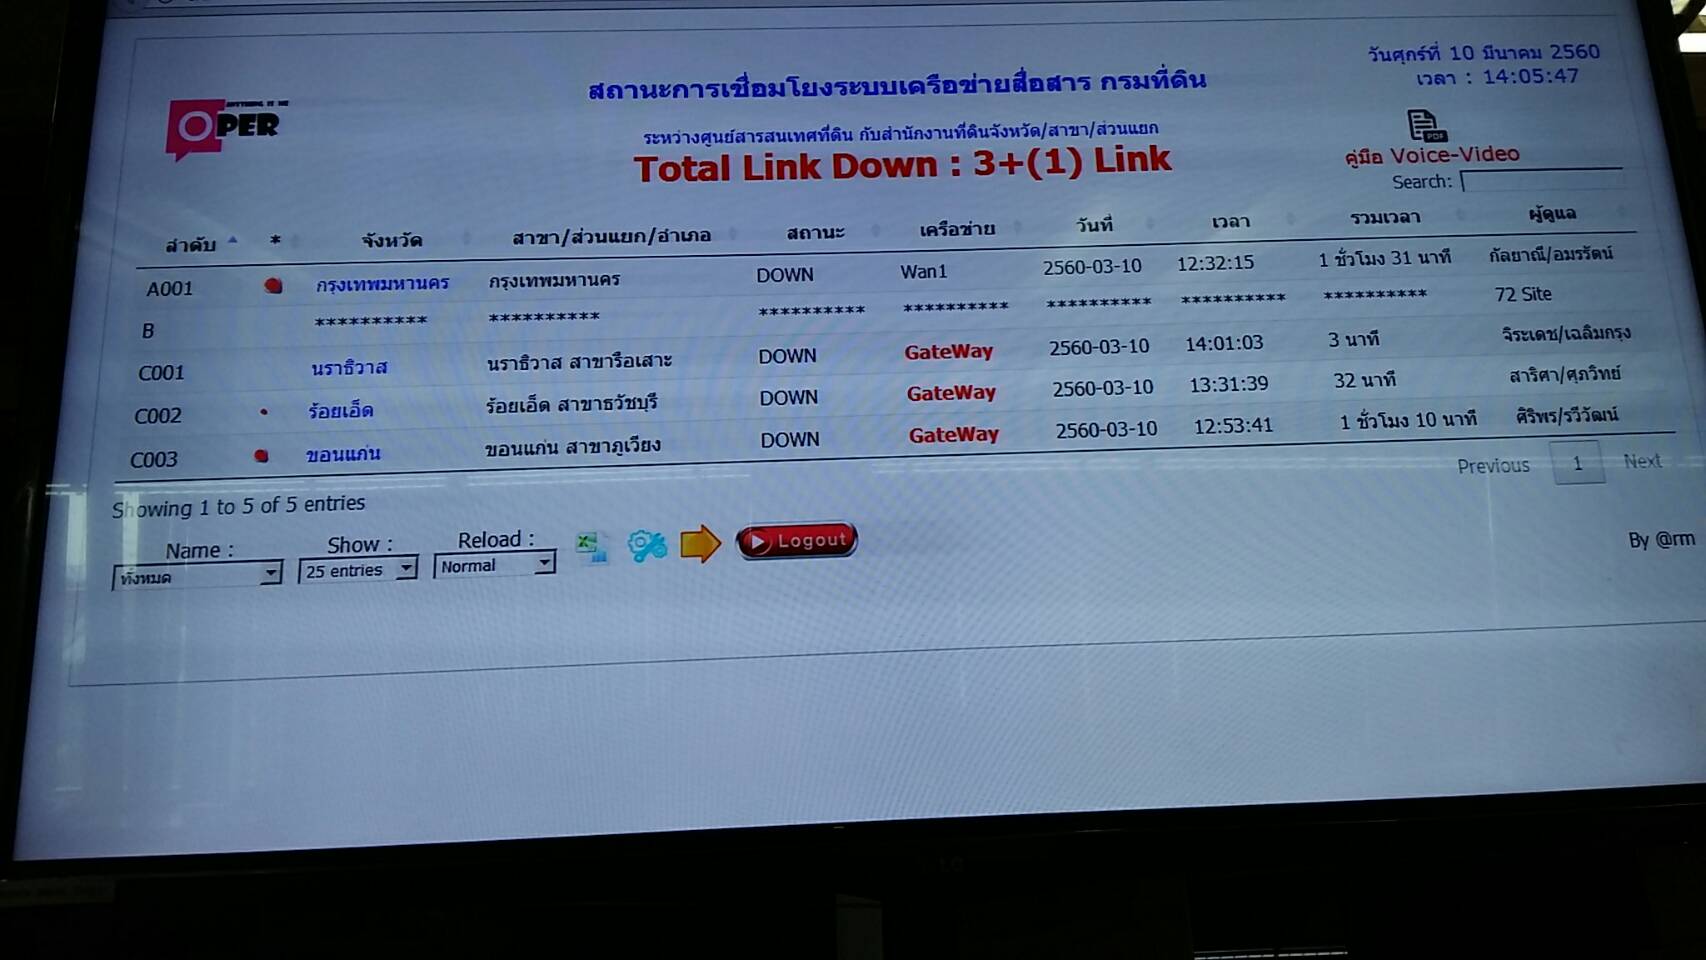 วันศุกร์ที่ 10 มีนาคม 2560
เวลา : 14:05:47
OPER
สถานะการเชื่อมโยงระบบเครือข่ายสื่อสาร กรมที่ดิน
ระหว่างศูนย์สารสนเทศที่ดิน กับสำนักงานที่ดินจังหวัด/สาขา/ส่วนแยก
Total Link Down : 3+(1) Link
PDF
คู่มือ Voice-Video
Search:
ลำดับ * จังหวัด สาขา/ส่วนแยก/อำเภอ สถานะ เครือข่าย วันที่ เวลา รวมเวลา ผู้ดูแล
A001 กรุงเทพมหานคร กรุงเทพมหานคร DOWN Wan1 2560-03-10 12:32:15 1 ชั่วโมง 31 นาที กัลยาณี/อมรรัตน์
B ********** ********** ********** ********** ********** ********** ********** 72 Site
C001 นราธิวาส นราธิวาส สาขารือเสาะ DOWN GateWay 2560-03-10 14:01:03 3 นาที จิระเดช/เฉลิมกรุง
C002 ร้อยเอ็ด ร้อยเอ็ด สาขาธวัชบุรี DOWN GateWay 2560-03-10 13:31:39 32 นาที สาริศา/ศุภวิทย์
C003 ขอนแก่น ขอนแก่น สาขาภูเวียง DOWN GateWay 2560-03-10 12:53:41 1 ชั่วโมง 10 นาที ศิริพร/รวีวัฒน์
Showing 1 to 5 of 5 entries
Previous 1 Next
Name : Show : Reload :
ทั้งหมด 25 entries Normal Logout
By @rm